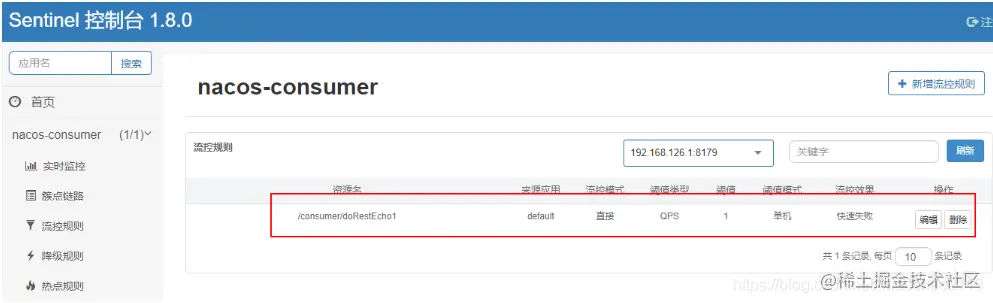 Sentinel 控制台 1.8.0
注
应用名 搜索
首页
nacos-consumer (1/1)
实时监控
簇点链路
流控规则
降级规则
热点规则
nacos-consumer
+ 新增流控规则
流控规则 192.168.126.1:8179 关键字 刷新
资源名 来源应用 流控模式 阈值类型 阈值 阈值模式 流控效果 操作
/consumer/doRestEcho1 default 直接 QPS 1 单机 快速失败 编辑 删除
共 1 条记录, 每页 10 条记录
@稀土掘金技术社区